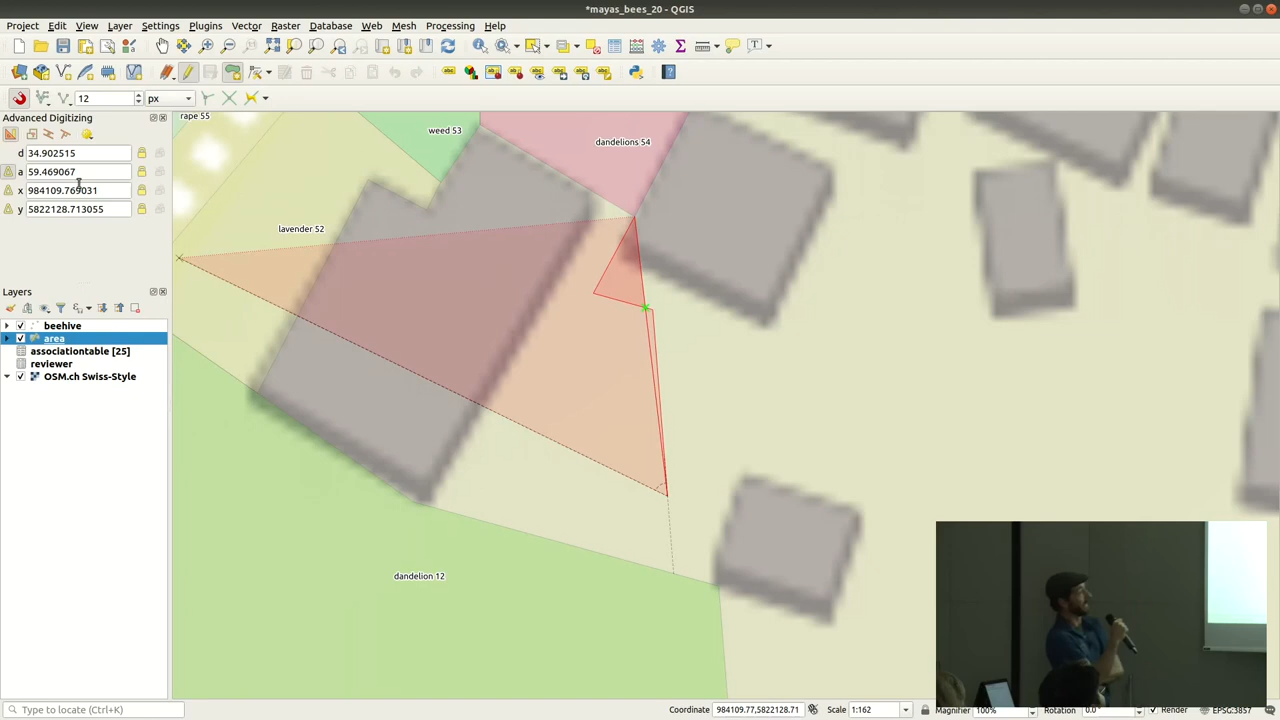 *mayas_bees_20 - QGIS
Project Edit View Layer Settings Plugins Vector Raster Database Web Mesh Processing Help
12 px
Advanced Digitizing
d 34.902515
a 59.469067
x 984109.769031
y 5822128.713055
Layers
beehive
area
associationtable [25]
reviewer
OSM.ch Swiss-Style
rape 55
weed 53
dandelions 54
lavender 52
dandelion 12
Type to locate (Ctrl+K)
Coordinate 984109.77,5822128.71 Scale 1:162 Magnifier 100% Rotation 0.0° Render EPSG:3857